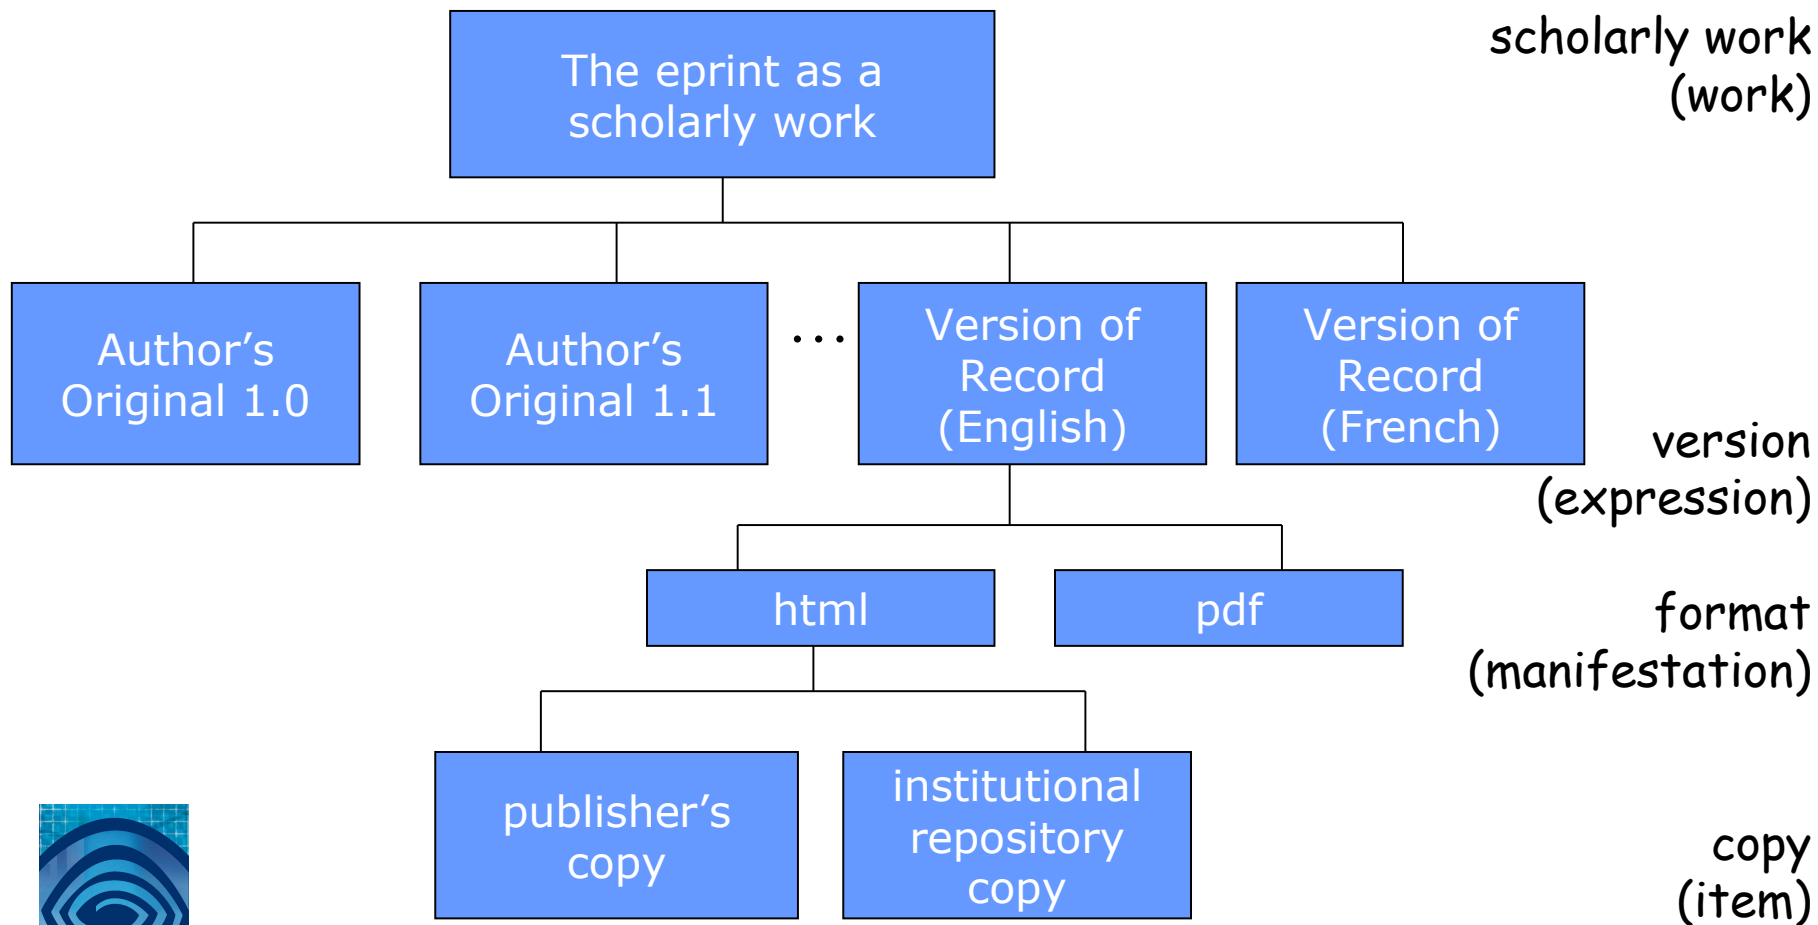 The eprint as a
scholarly work
scholarly work
(work)
Author’s
Original 1.0
Author’s
Original 1.1
...
Version of
Record
(English)
Version of
Record
(French)
version
(expression)
html
pdf
format
(manifestation)
publisher’s
copy
institutional
repository
copy
copy
(item)